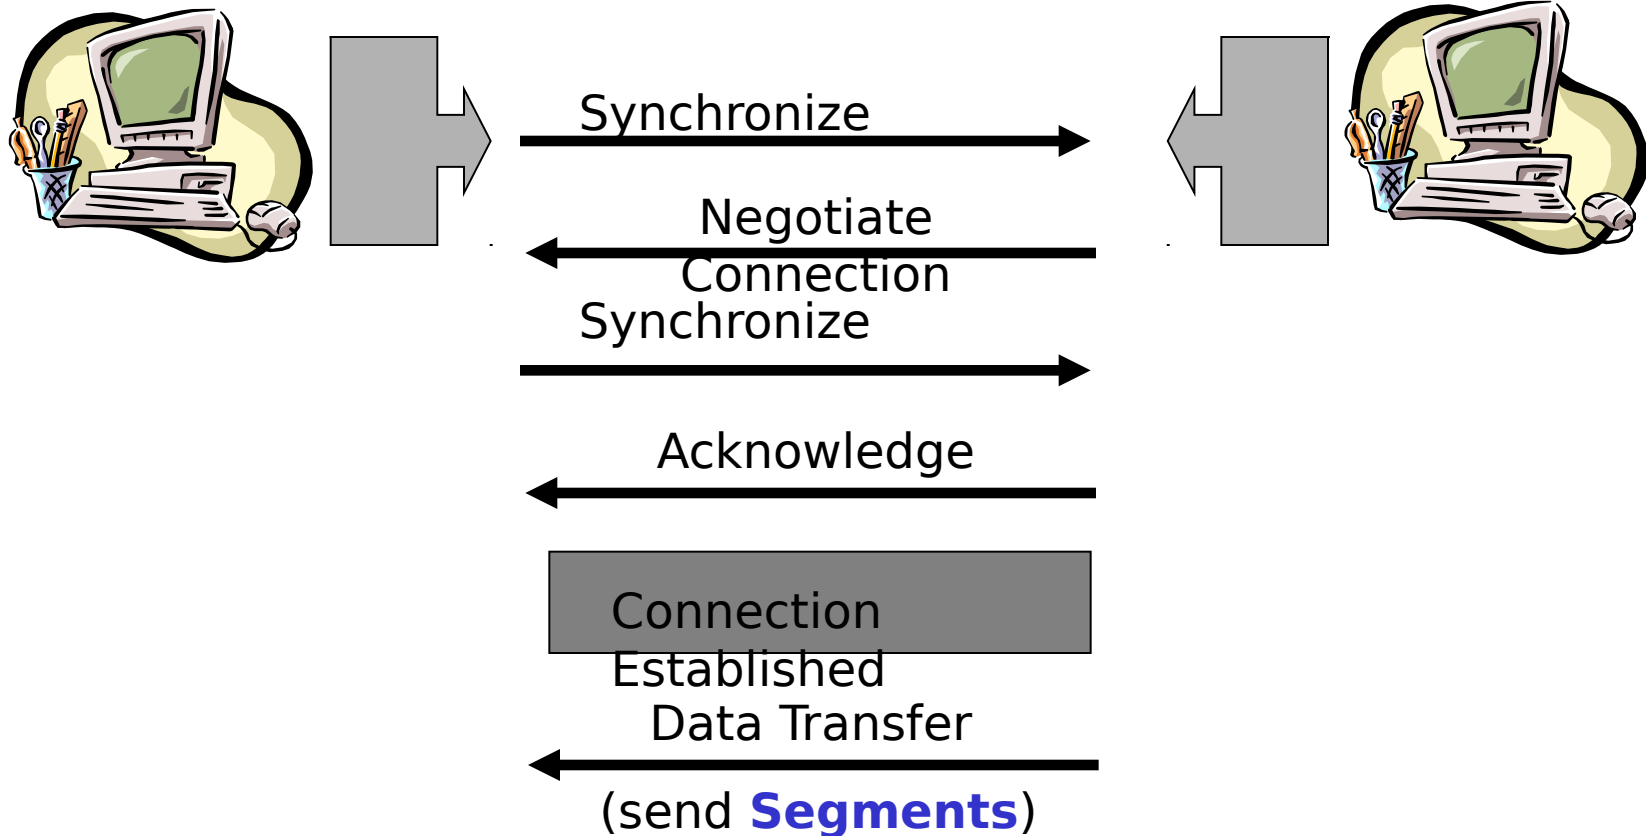 Synchronize
Negotiate
Connection
Synchronize
Acknowledge
Connection
Established
Data Transfer
(send Segments)